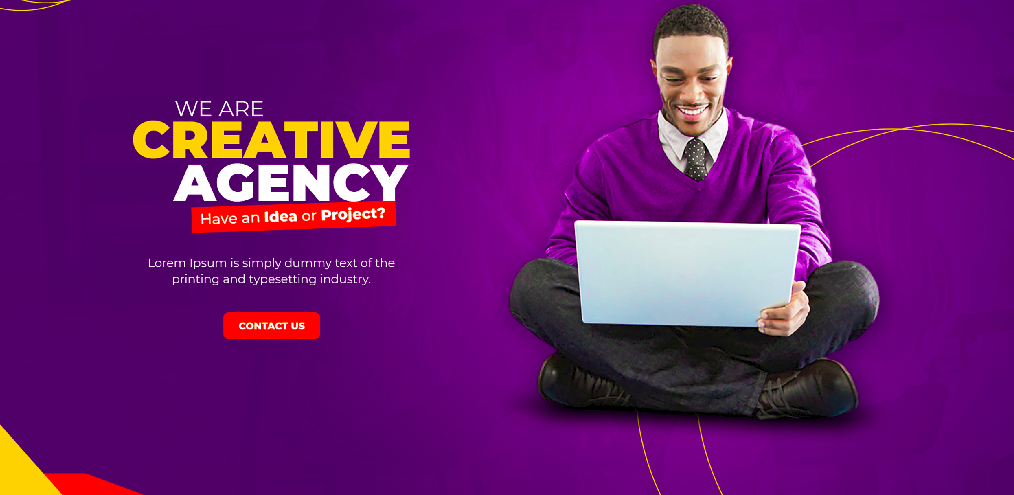 WE ARE
CREATIVE
AGENCY
Have an Idea or Project?
Lorem Ipsum is simply dummy text of the
printing and typesetting industry.
CONTACT US